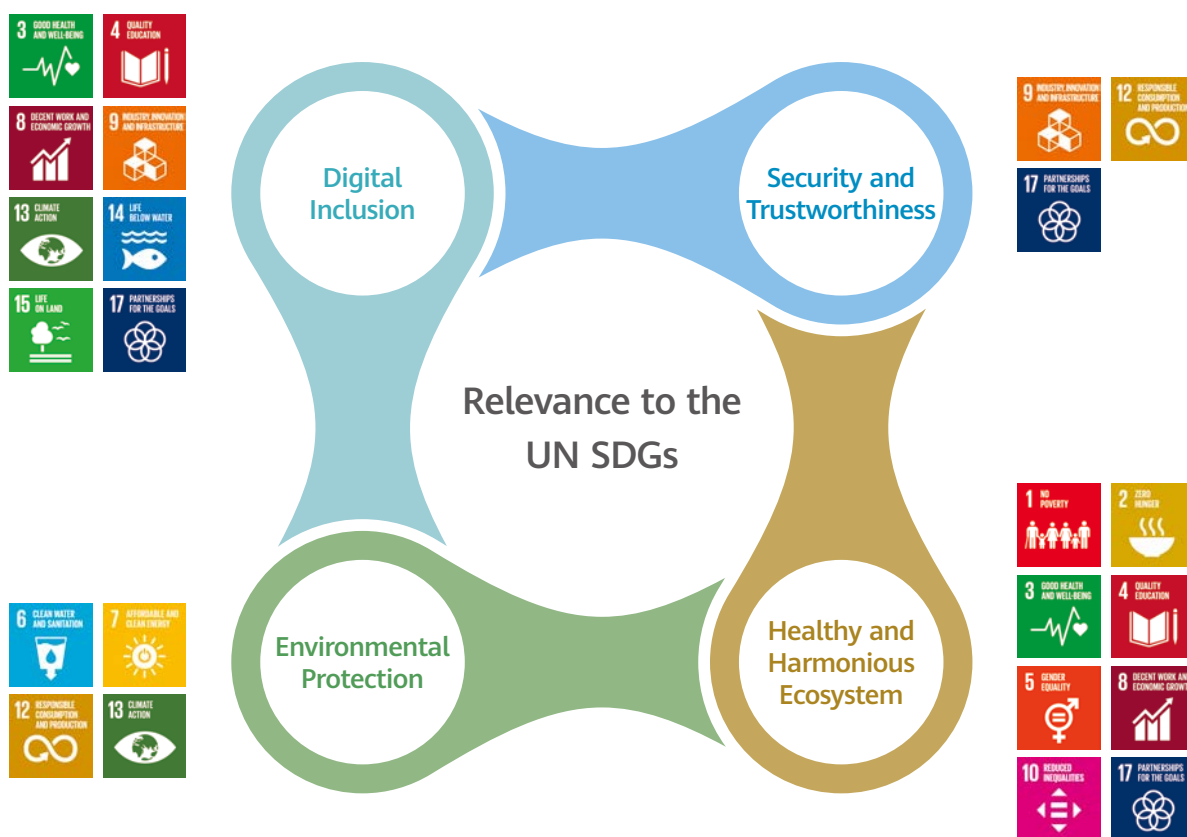 3 GOOD HEALTH
AND WELL-BEING
4 QUALITY
EDUCATION
8 DECENT WORK AND
ECONOMIC GROWTH
9 INDUSTRY, INNOVATION
AND INFRASTRUCTURE
13 CLIMATE
ACTION
14 LIFE
BELOW WATER
15 LIFE
ON LAND
17 PARTNERSHIPS
FOR THE GOALS
Digital
Inclusion
Security and
Trustworthiness
9 INDUSTRY, INNOVATION
AND INFRASTRUCTURE
12 RESPONSIBLE
CONSUMPTION
AND PRODUCTION
17 PARTNERSHIPS
FOR THE GOALS
Relevance to the
UN SDGs
6 CLEAN WATER
AND SANITATION
7 AFFORDABLE AND
CLEAN ENERGY
12 RESPONSIBLE
CONSUMPTION
AND PRODUCTION
13 CLIMATE
ACTION
Environmental
Protection
Healthy and
Harmonious
Ecosystem
1 NO
POVERTY
2 ZERO
HUNGER
3 GOOD HEALTH
AND WELL-BEING
4 QUALITY
EDUCATION
5 GENDER
EQUALITY
8 DECENT WORK AND
ECONOMIC GROWTH
10 REDUCED
INEQUALITIES
17 PARTNERSHIPS
FOR THE GOALS